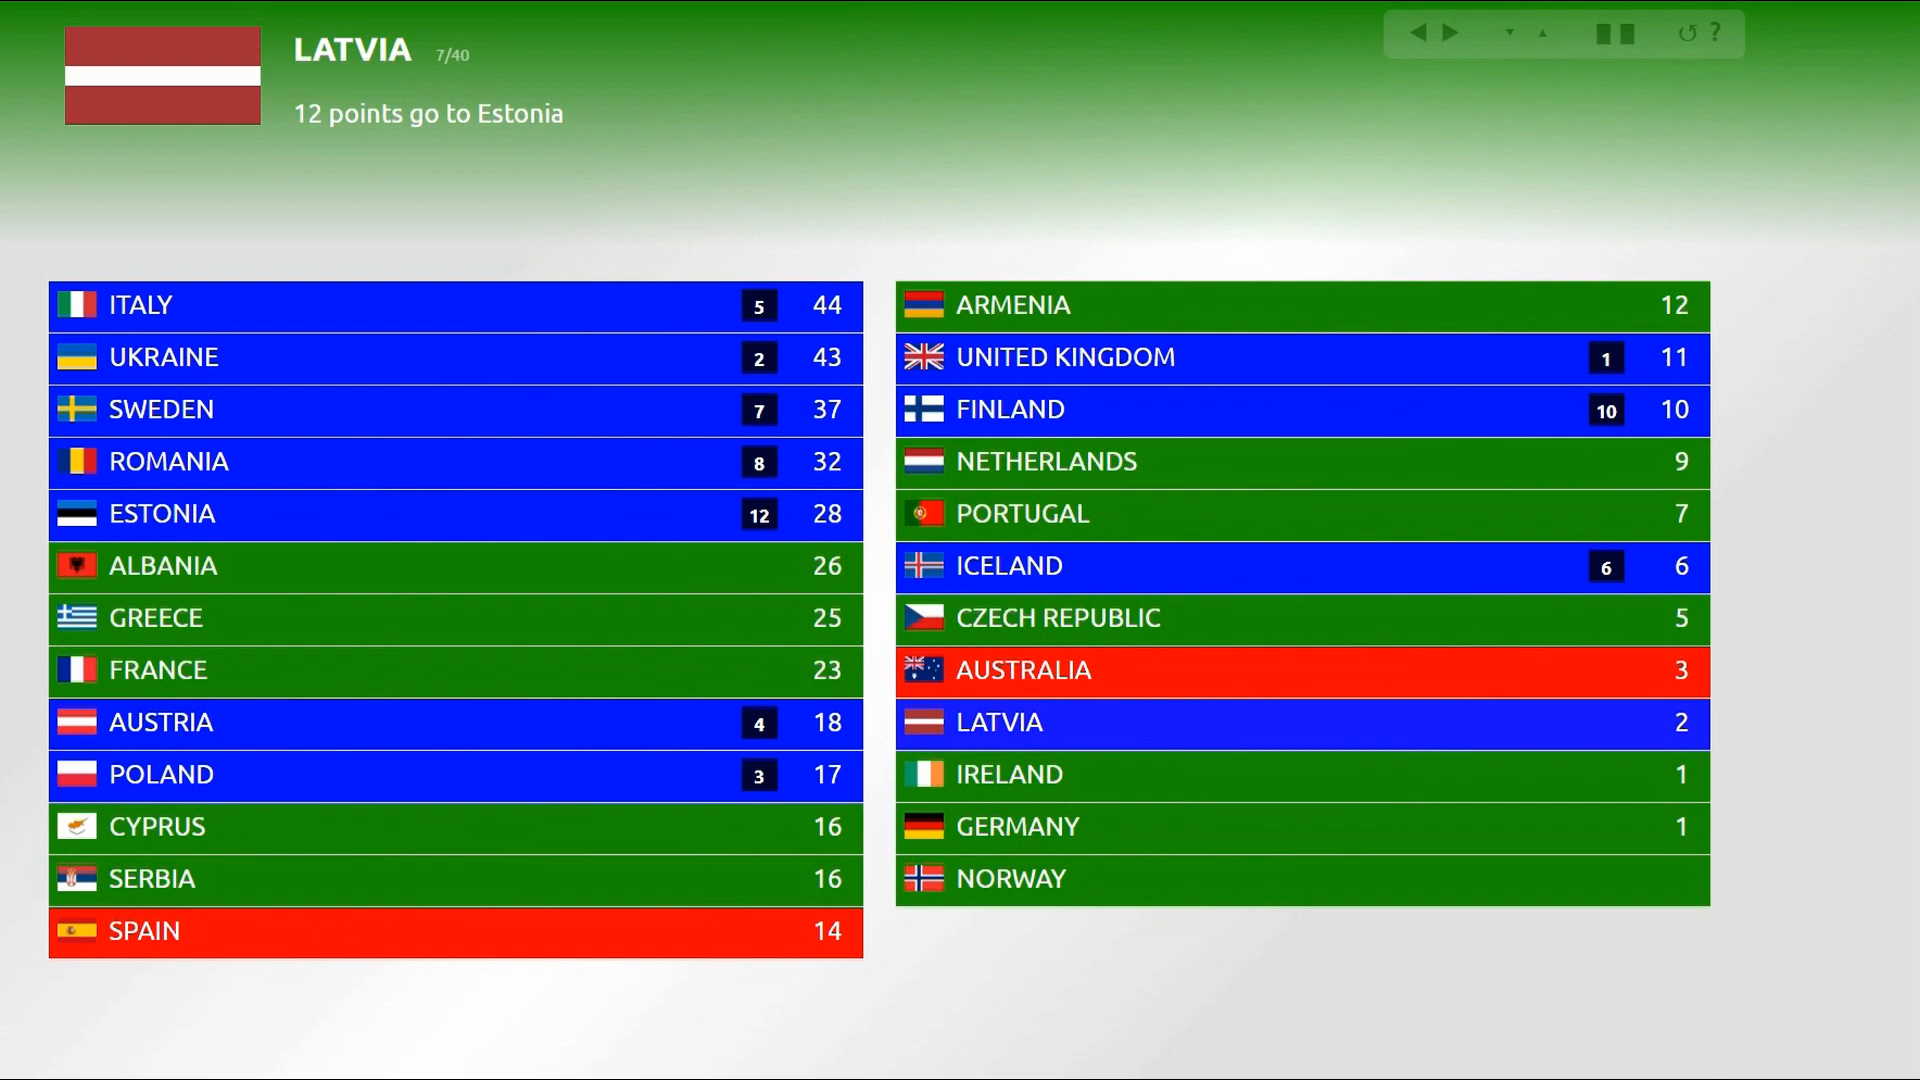 LATVIA 7/40
12 points go to Estonia
?
ITALY 5 44
UKRAINE 2 43
SWEDEN 7 37
ROMANIA 8 32
ESTONIA 12 28
ALBANIA 26
GREECE 25
FRANCE 23
AUSTRIA 4 18
POLAND 3 17
CYPRUS 16
SERBIA 16
SPAIN 14
ARMENIA 12
UNITED KINGDOM 1 11
FINLAND 10 10
NETHERLANDS 9
PORTUGAL 7
ICELAND 6 6
CZECH REPUBLIC 5
AUSTRALIA 3
LATVIA 2
IRELAND 1
GERMANY 1
NORWAY